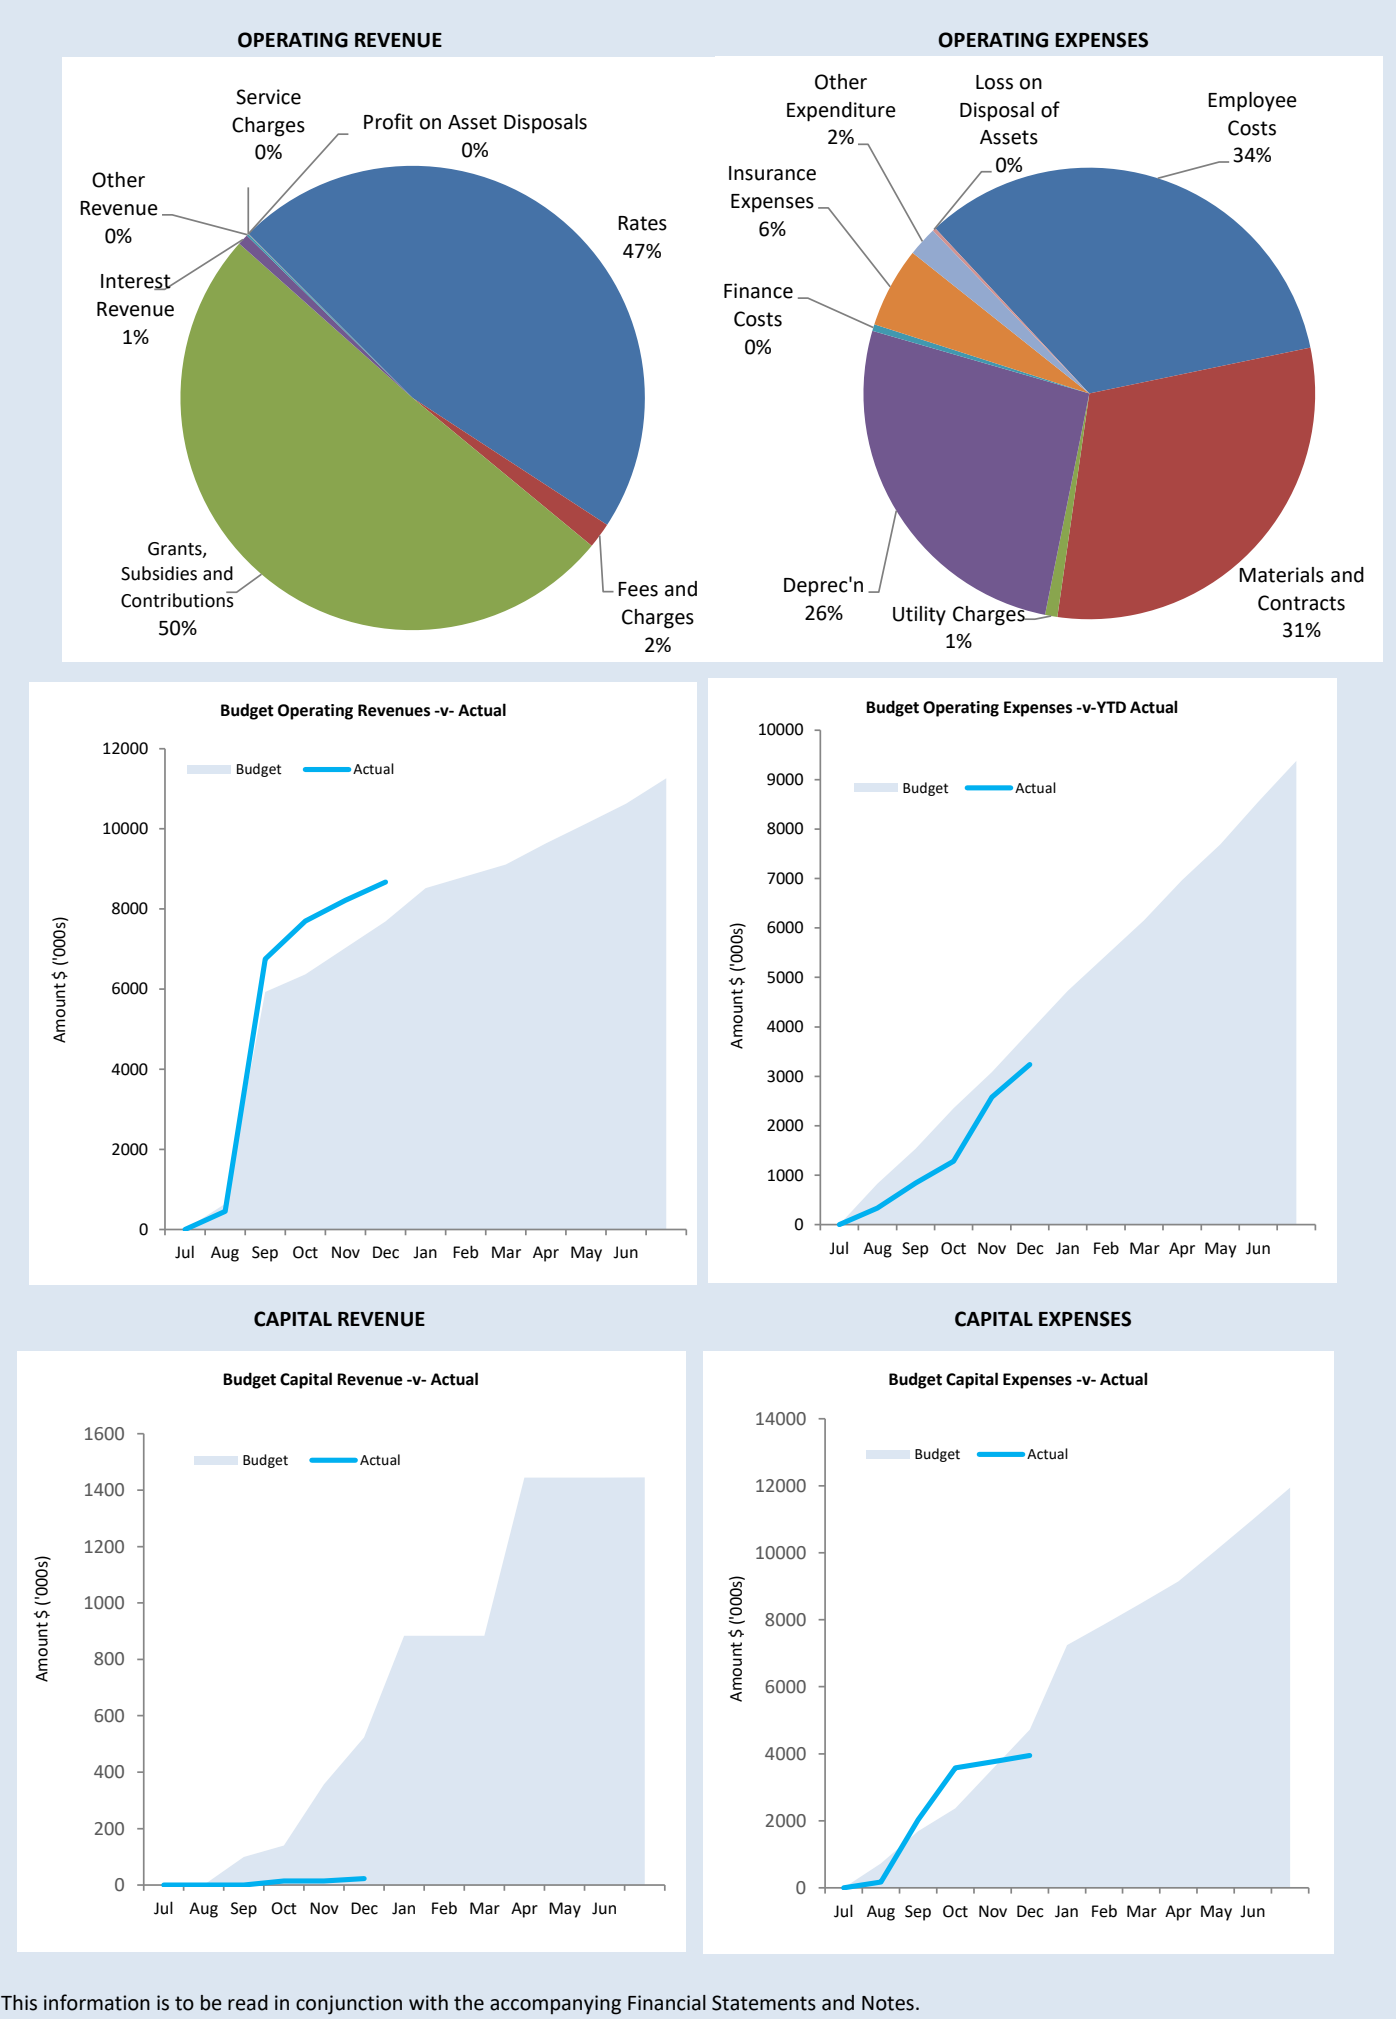 OPERATING REVENUE
Service
Charges
0%
Profit on Asset Disposals
0%
Other
Revenue
0%
Rates
47%
Interest
Revenue
1%
Grants,
Subsidies and
Contributions
50%
Fees and
Charges
2%
OPERATING EXPENSES
Other
Expenditure
2%
Loss on
Disposal of
Assets
0%
Employee
Costs
34%
Insurance
Expenses
6%
Finance
Costs
0%
Deprec'n
26%
Utility Charges
1%
Materials and
Contracts
31%
Budget Operating Revenues -v- Actual
Budget
Actual
Amount $ ('000s)
12000
10000
8000
6000
4000
2000
0
Jul Aug Sep Oct Nov Dec Jan Feb Mar Apr May Jun
Budget Operating Expenses -v-YTD Actual
Budget
Actual
Amount $ ('000s)
10000
9000
8000
7000
6000
5000
4000
3000
2000
1000
0
Jul Aug Sep Oct Nov Dec Jan Feb Mar Apr May Jun
CAPITAL REVENUE
Budget Capital Revenue -v- Actual
Budget
Actual
Amount $ ('000s)
1600
1400
1200
1000
800
600
400
200
0
Jul Aug Sep Oct Nov Dec Jan Feb Mar Apr May Jun
CAPITAL EXPENSES
Budget Capital Expenses -v- Actual
Budget
Actual
Amount $ ('000s)
14000
12000
10000
8000
6000
4000
2000
0
Jul Aug Sep Oct Nov Dec Jan Feb Mar Apr May Jun
This information is to be read in conjunction with the accompanying Financial Statements and Notes.